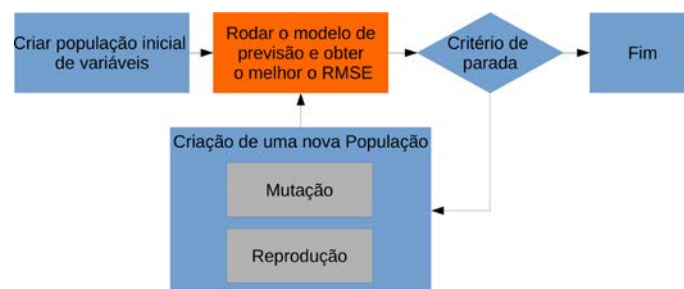 Criar população inicial
de variáveis
Rodar o modelo de
previsão e obter
o melhor o RMSE
Critério de
parada
Fim
Criação de uma nova População
Mutação
Reprodução